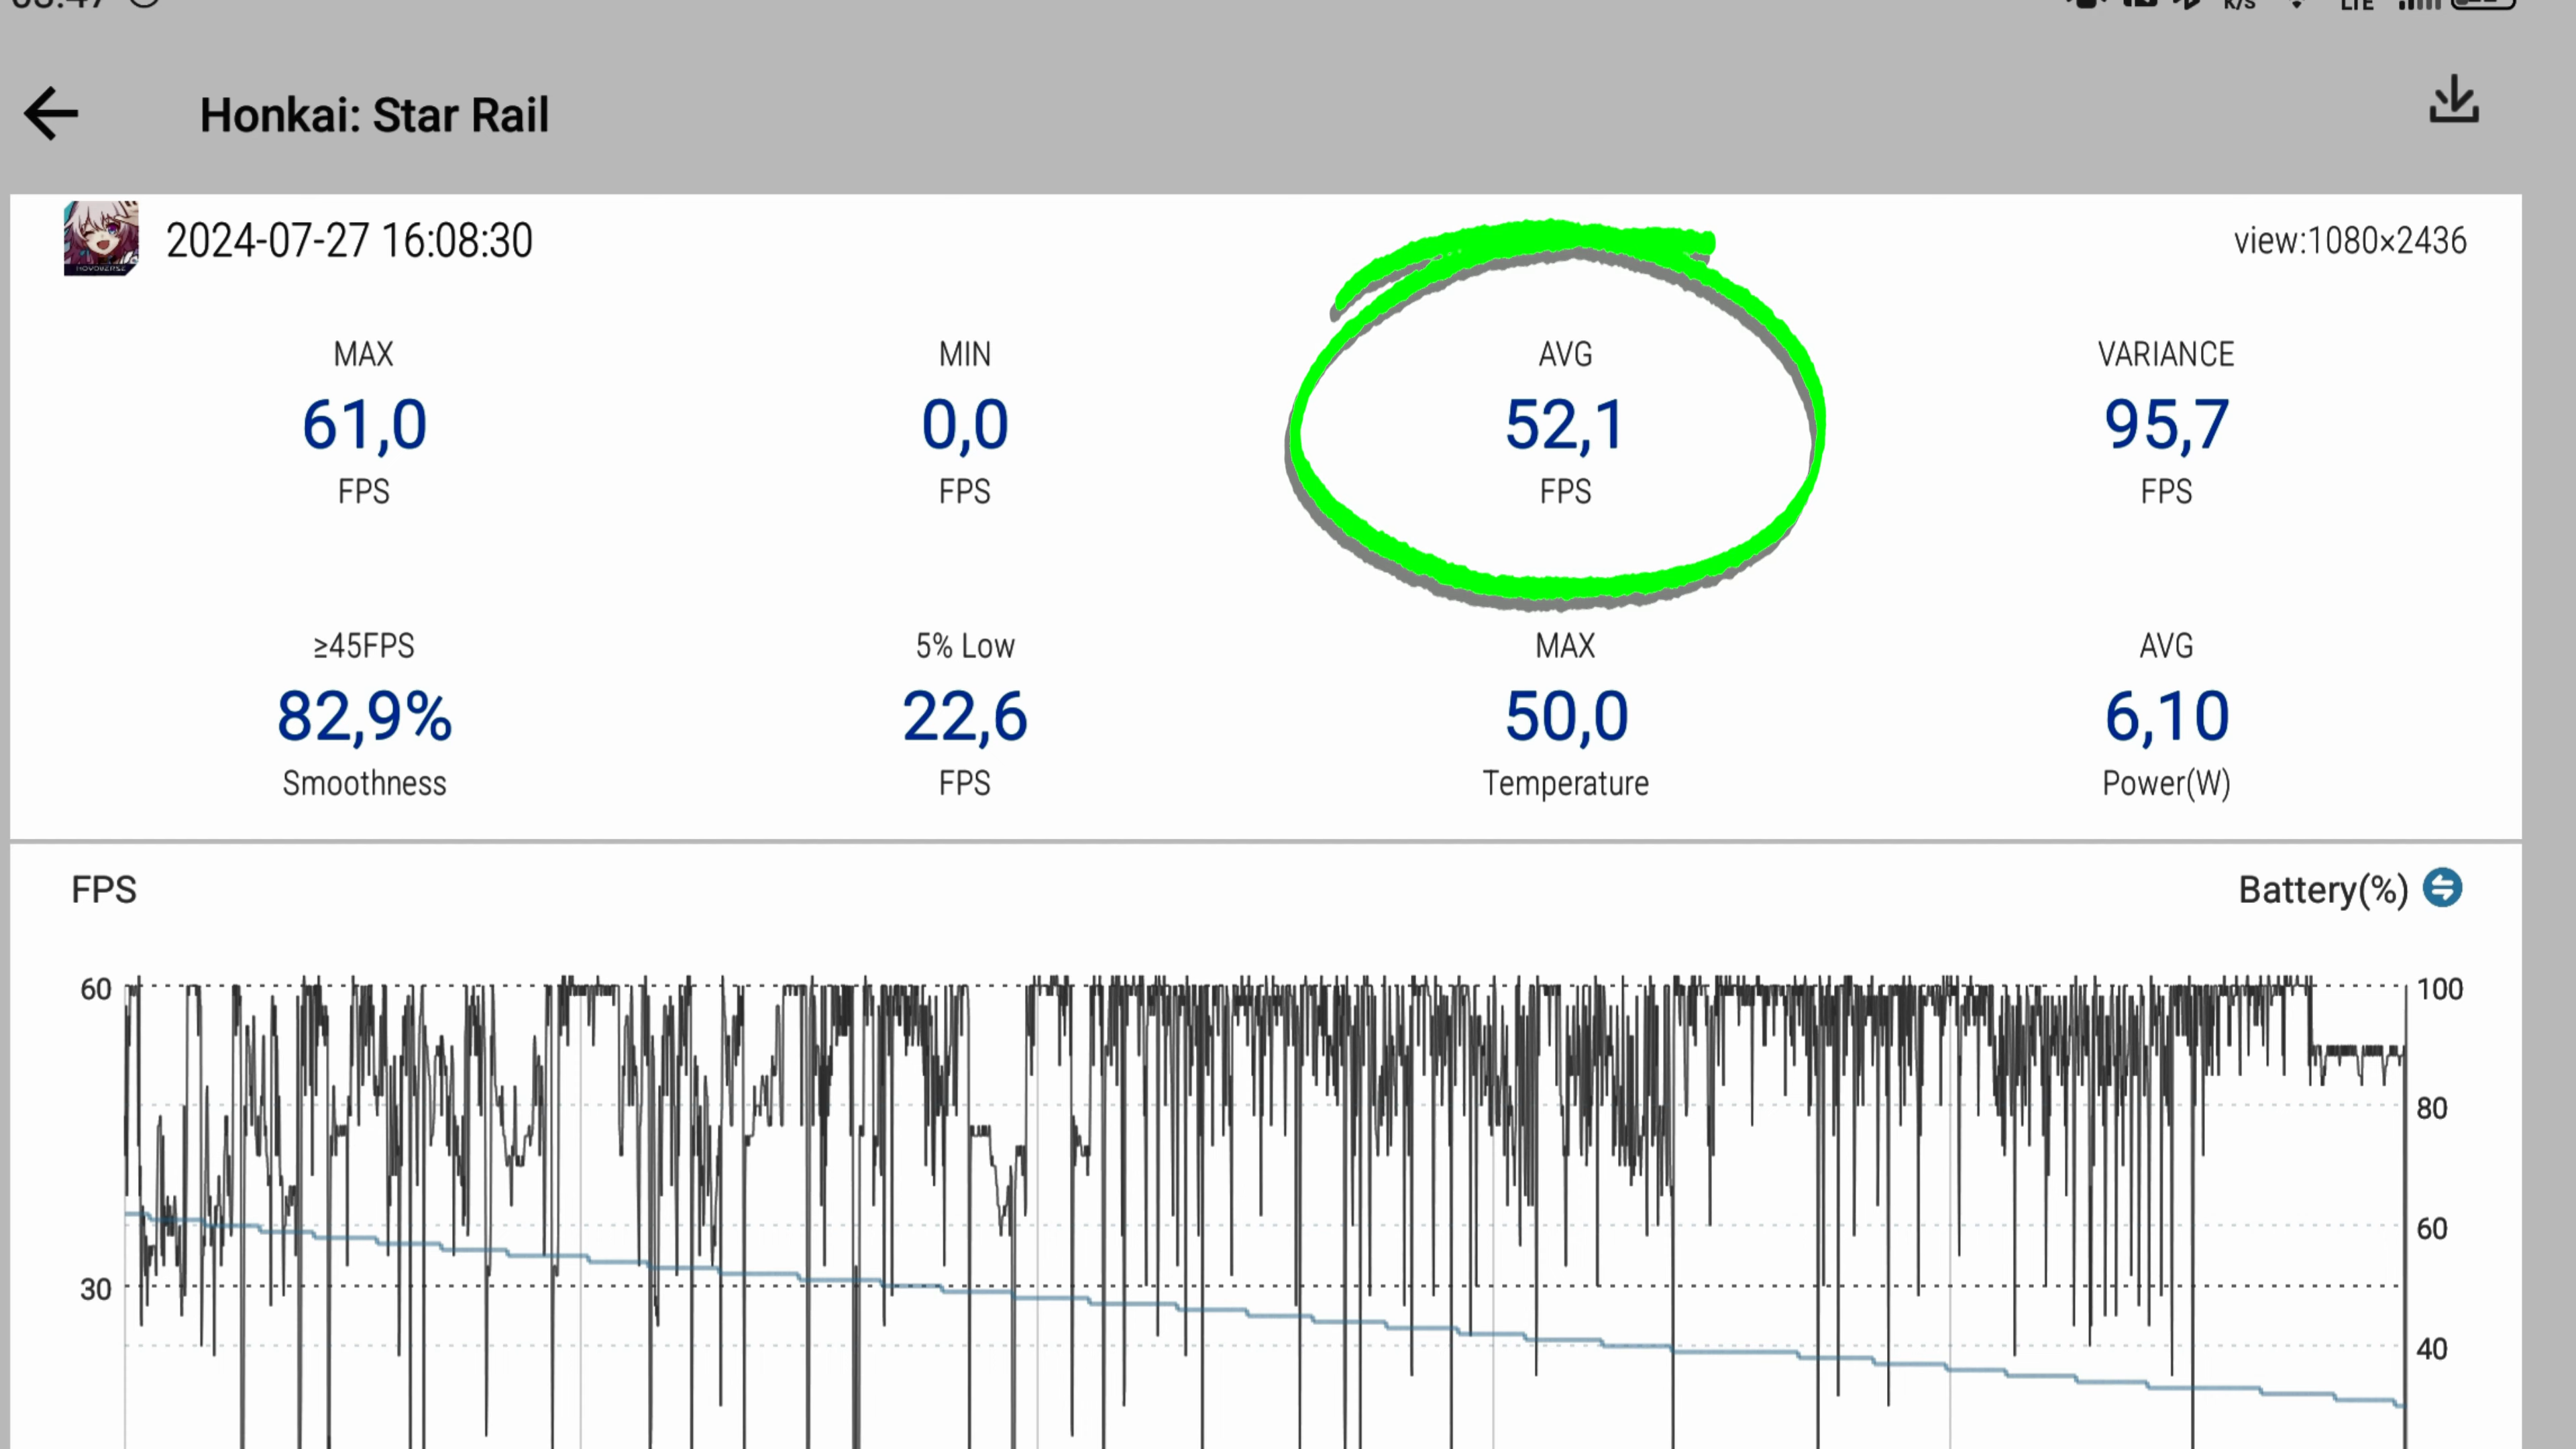 K/S LTE
Honkai: Star Rail
HOYOVERSE
2024-07-27 16:08:30
view:1080×2436
MAX MIN AVG VARIANCE
61,0 0,0 52,1 95,7
FPS FPS FPS FPS
≥45FPS 5% Low MAX AVG
82,9% 22,6 50,0 6,10
Smoothness FPS Temperature Power(W)
FPS Battery(%)
60 100
80
60
30
40